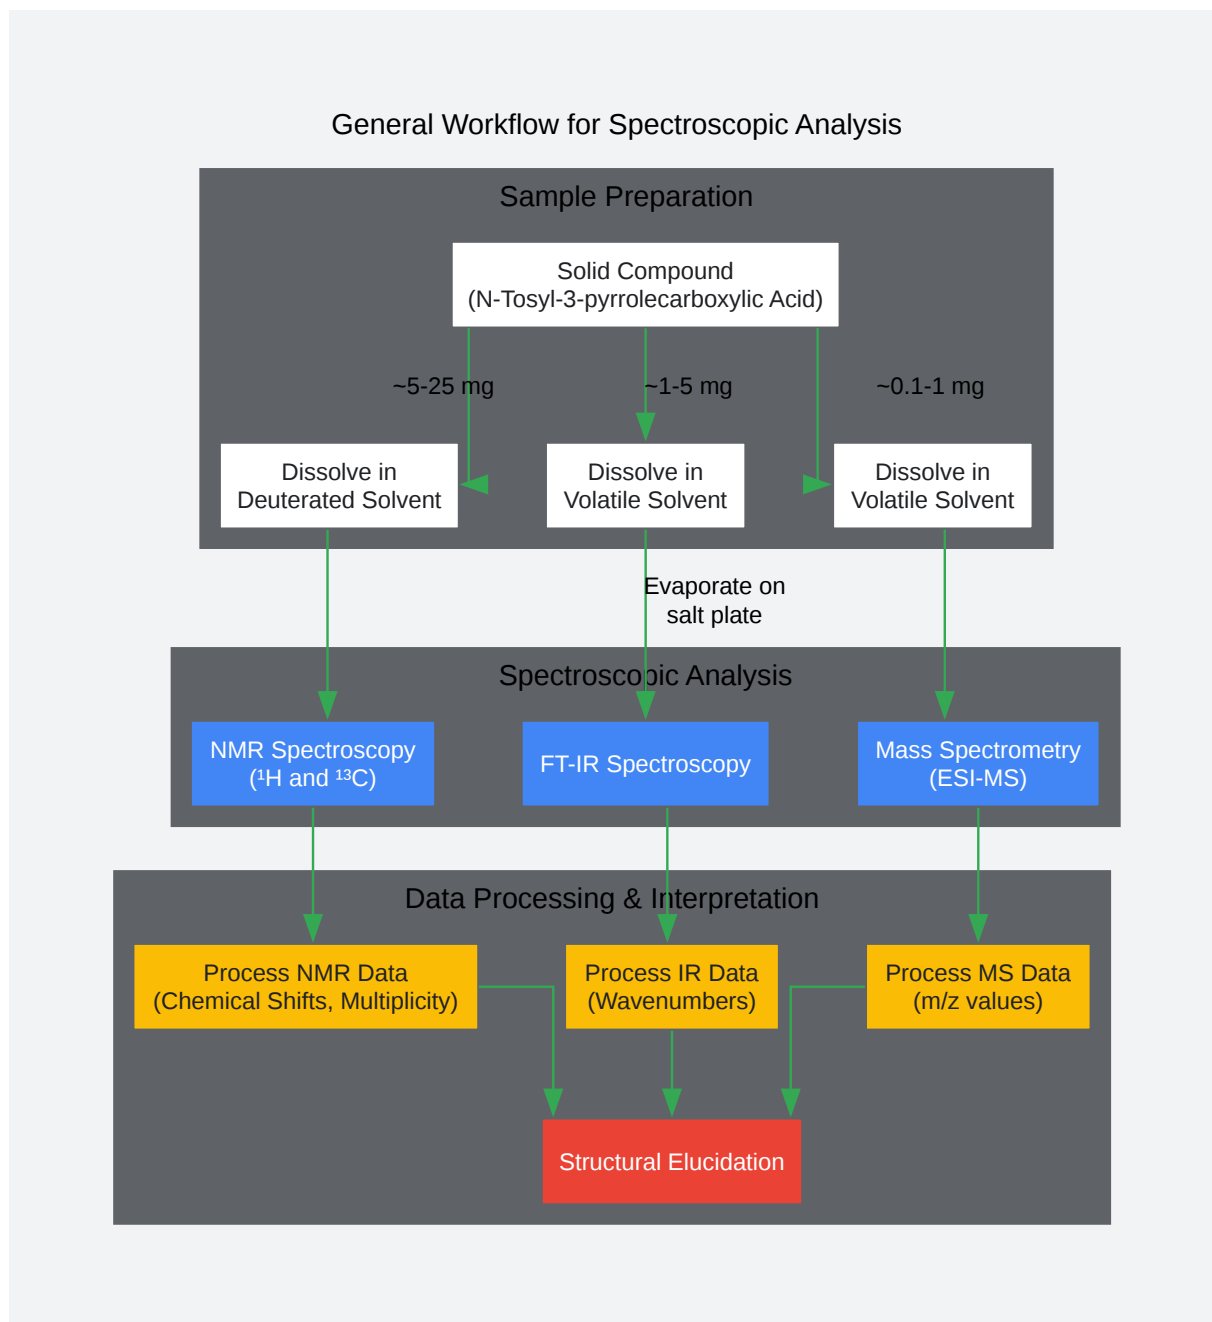 General Workflow for Spectroscopic Analysis
Sample Preparation
Solid Compound
(N-Tosyl-3-pyrrolecarboxylic Acid)
~5-25 mg
~1-5 mg
~0.1-1 mg
Dissolve in
Deuterated Solvent
Dissolve in
Volatile Solvent
Dissolve in
Volatile Solvent
Evaporate on
salt plate
Spectroscopic Analysis
NMR Spectroscopy
(¹H and ¹³C)
FT-IR Spectroscopy
Mass Spectrometry
(ESI-MS)
Data Processing & Interpretation
Process NMR Data
(Chemical Shifts, Multiplicity)
Process IR Data
(Wavenumbers)
Process MS Data
(m/z values)
Structural Elucidation